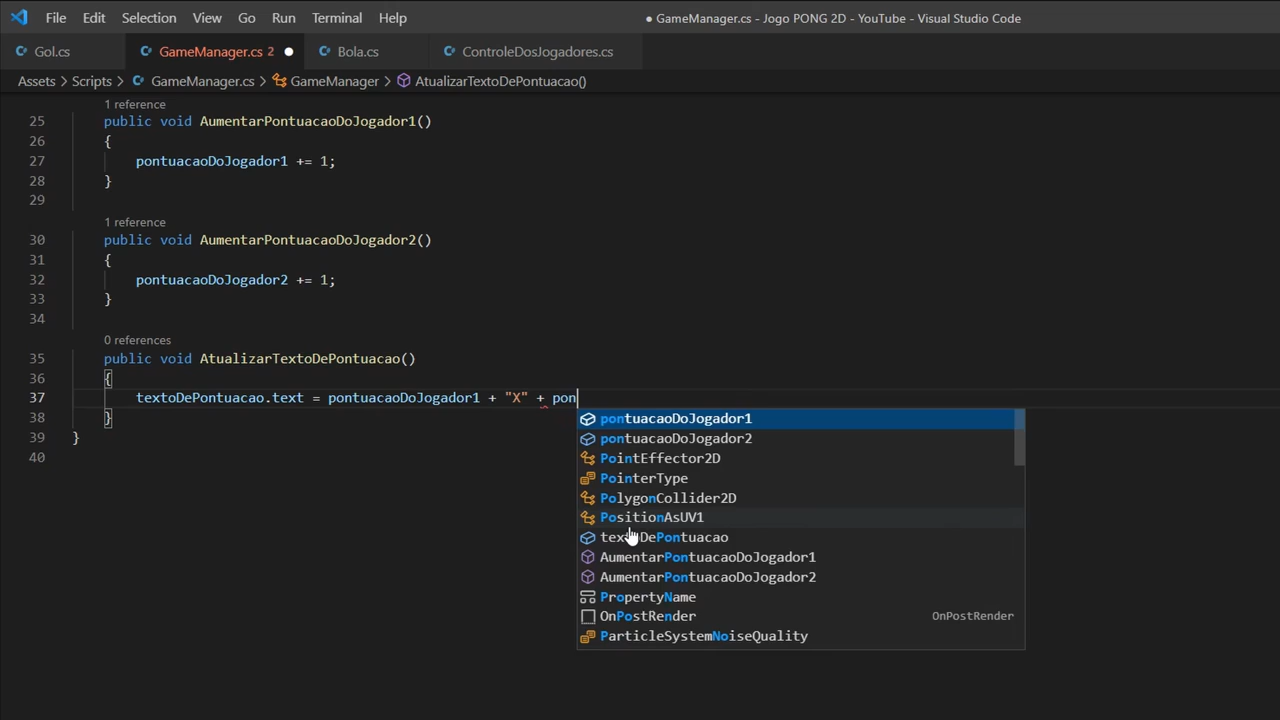 File Edit Selection View Go Run Terminal Help ● GameManager.cs - Jogo PONG 2D - YouTube - Visual Studio Code
Gol.cs GameManager.cs 2 ● Bola.cs ControleDosJogadores.cs
Assets > Scripts > GameManager.cs > GameManager > AtualizarTextoDePontuacao()
1 reference
25 public void AumentarPontuacaoDoJogador1()
26 {
27 pontuacaoDoJogador1 += 1;
28 }
29
1 reference
30 public void AumentarPontuacaoDoJogador2()
31 {
32 pontuacaoDoJogador2 += 1;
33 }
34
0 references
35 public void AtualizarTextoDePontuacao()
36 {
37 textoDePontuacao.text = pontuacaoDoJogador1 + "X" + pon
38 }
39 }
40
pontuacaoDoJogador1
pontuacaoDoJogador2
PointEffector2D
PointerType
PolygonCollider2D
PositionAsUV1
textoDePontuacao
AumentarPontuacaoDoJogador1
AumentarPontuacaoDoJogador2
PropertyName
OnPostRender OnPostRender
ParticleSystemNoiseQuality